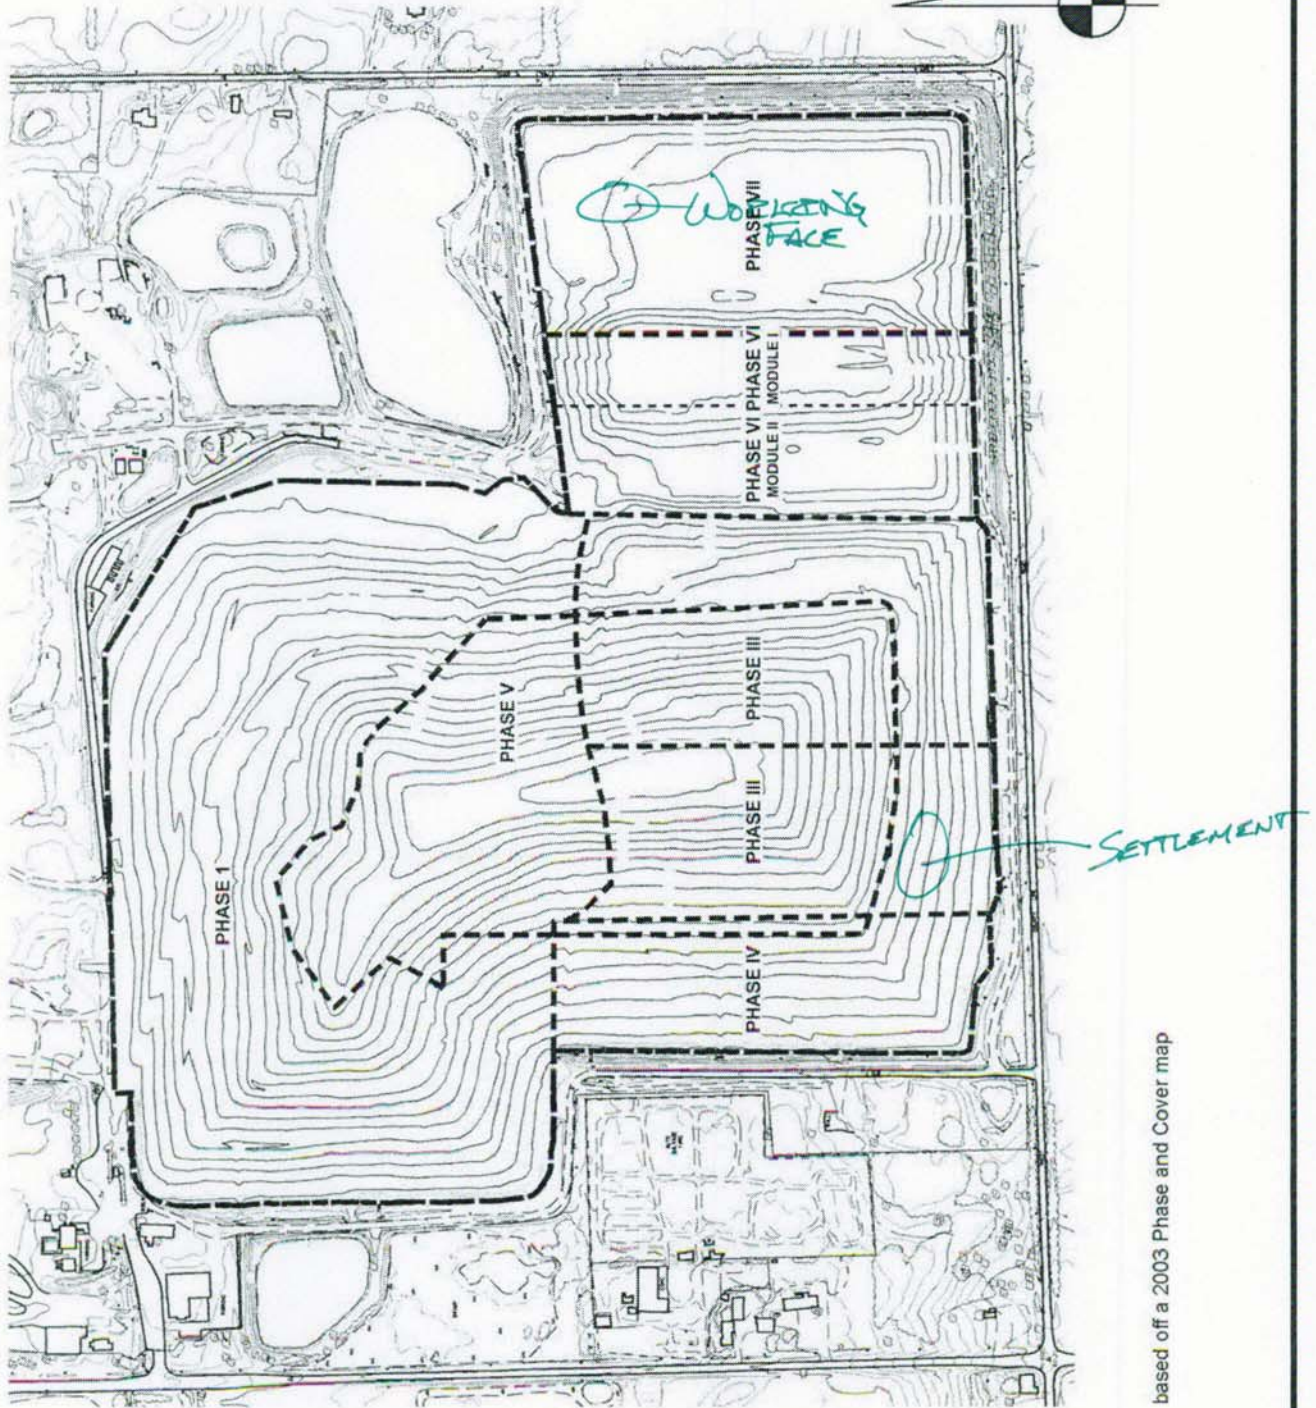 WORKING
FACE
PHASE VII
PHASE VI
MODULE I
PHASE VI
MODULE II
PHASE III
PHASE V
PHASE III
SETTLEMENT
PHASE 1
PHASE IV
based off a 2003 Phase and Cover map